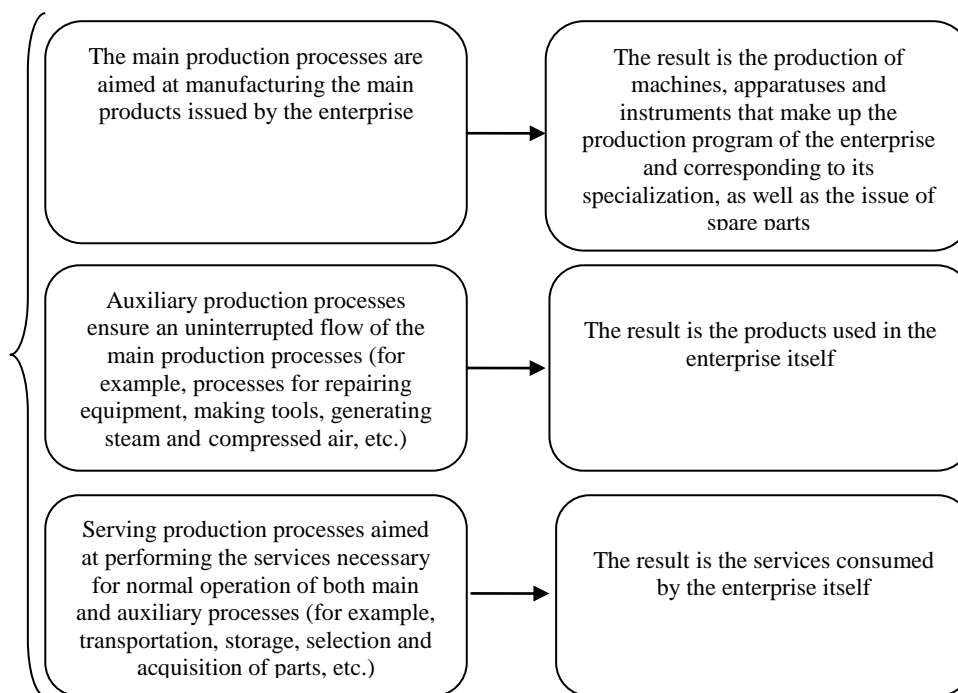 The main production processes are
aimed at manufacturing the main
products issued by the enterprise
The result is the production of
machines, apparatuses and
instruments that make up the
production program of the enterprise
and corresponding to its
specialization, as well as the issue of
spare parts
Auxiliary production processes
ensure an uninterrupted flow of the
main production processes (for
example, processes for repairing
equipment, making tools, generating
steam and compressed air, etc.)
The result is the products used in the
enterprise itself
Serving production processes aimed
at performing the services necessary
for normal operation of both main
and auxiliary processes (for example,
transportation, storage, selection and
acquisition of parts, etc.)
The result is the services consumed
by the enterprise itself